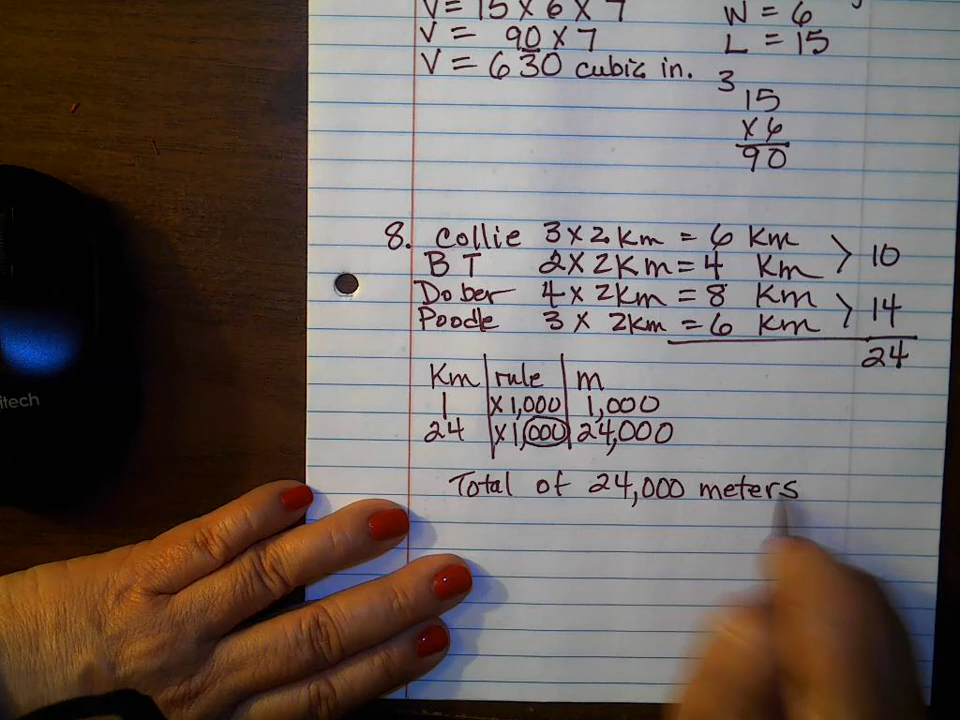 V = 15 x 6 x 7
W = 6
V = 90 x 7
L = 15
V = 630 cubic in.
3
15
x 6
90
8. Collie 3 x 2 Km = 6 Km > 10
B T 2 x 2 Km = 4 Km
Dober 4 x 2 Km = 8 Km > 14
Poodle 3 x 2 km = 6 Km
24
Km | rule | m
1 | x 1,000 | 1,000
24 | x 1,000 | 24,000
Total of 24,000 meters
itech